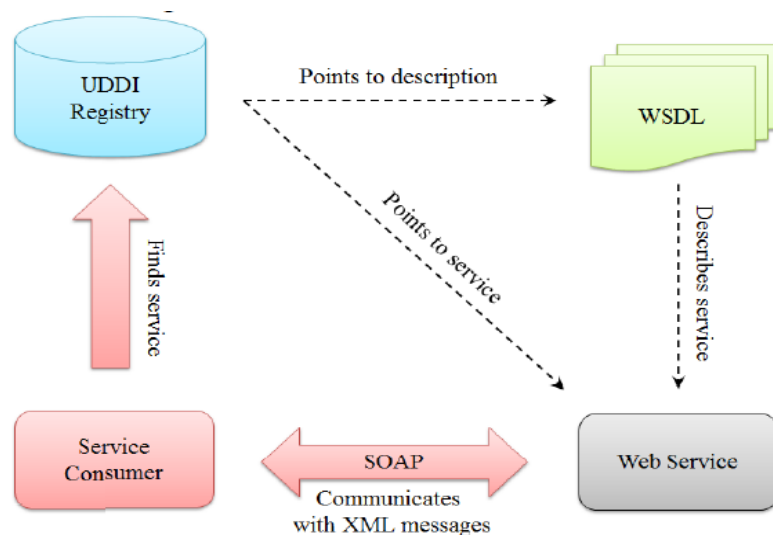 UDDI
Registry
Points to description
WSDL
Points to service
Describes service
Finds service
Service
Consumer
SOAP
Communicates
with XML messages
Web Service